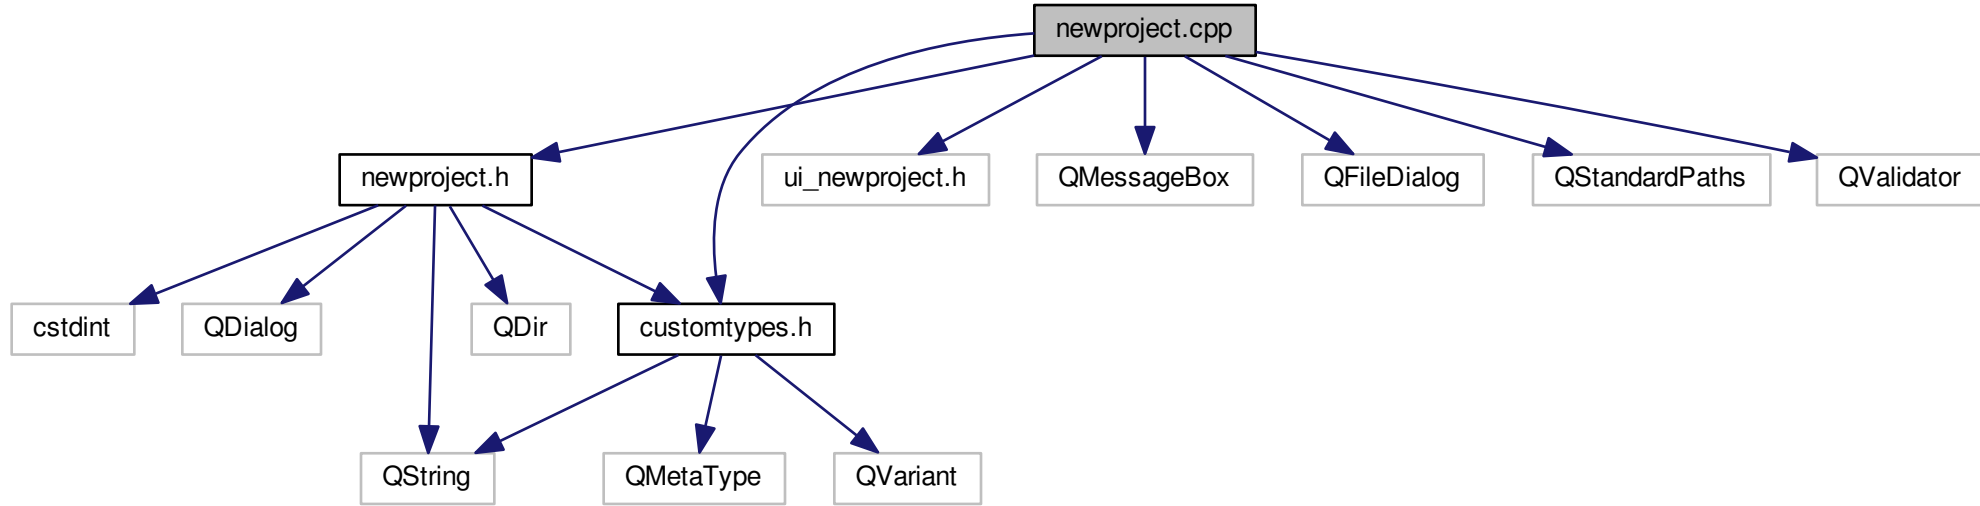 newproject.cpp
newproject.h
ui_newproject.h
QMessageBox
QFileDialog
QStandardPaths
QValidator
cstdint
QDialog
QDir
customtypes.h
QString
QMetaType
QVariant